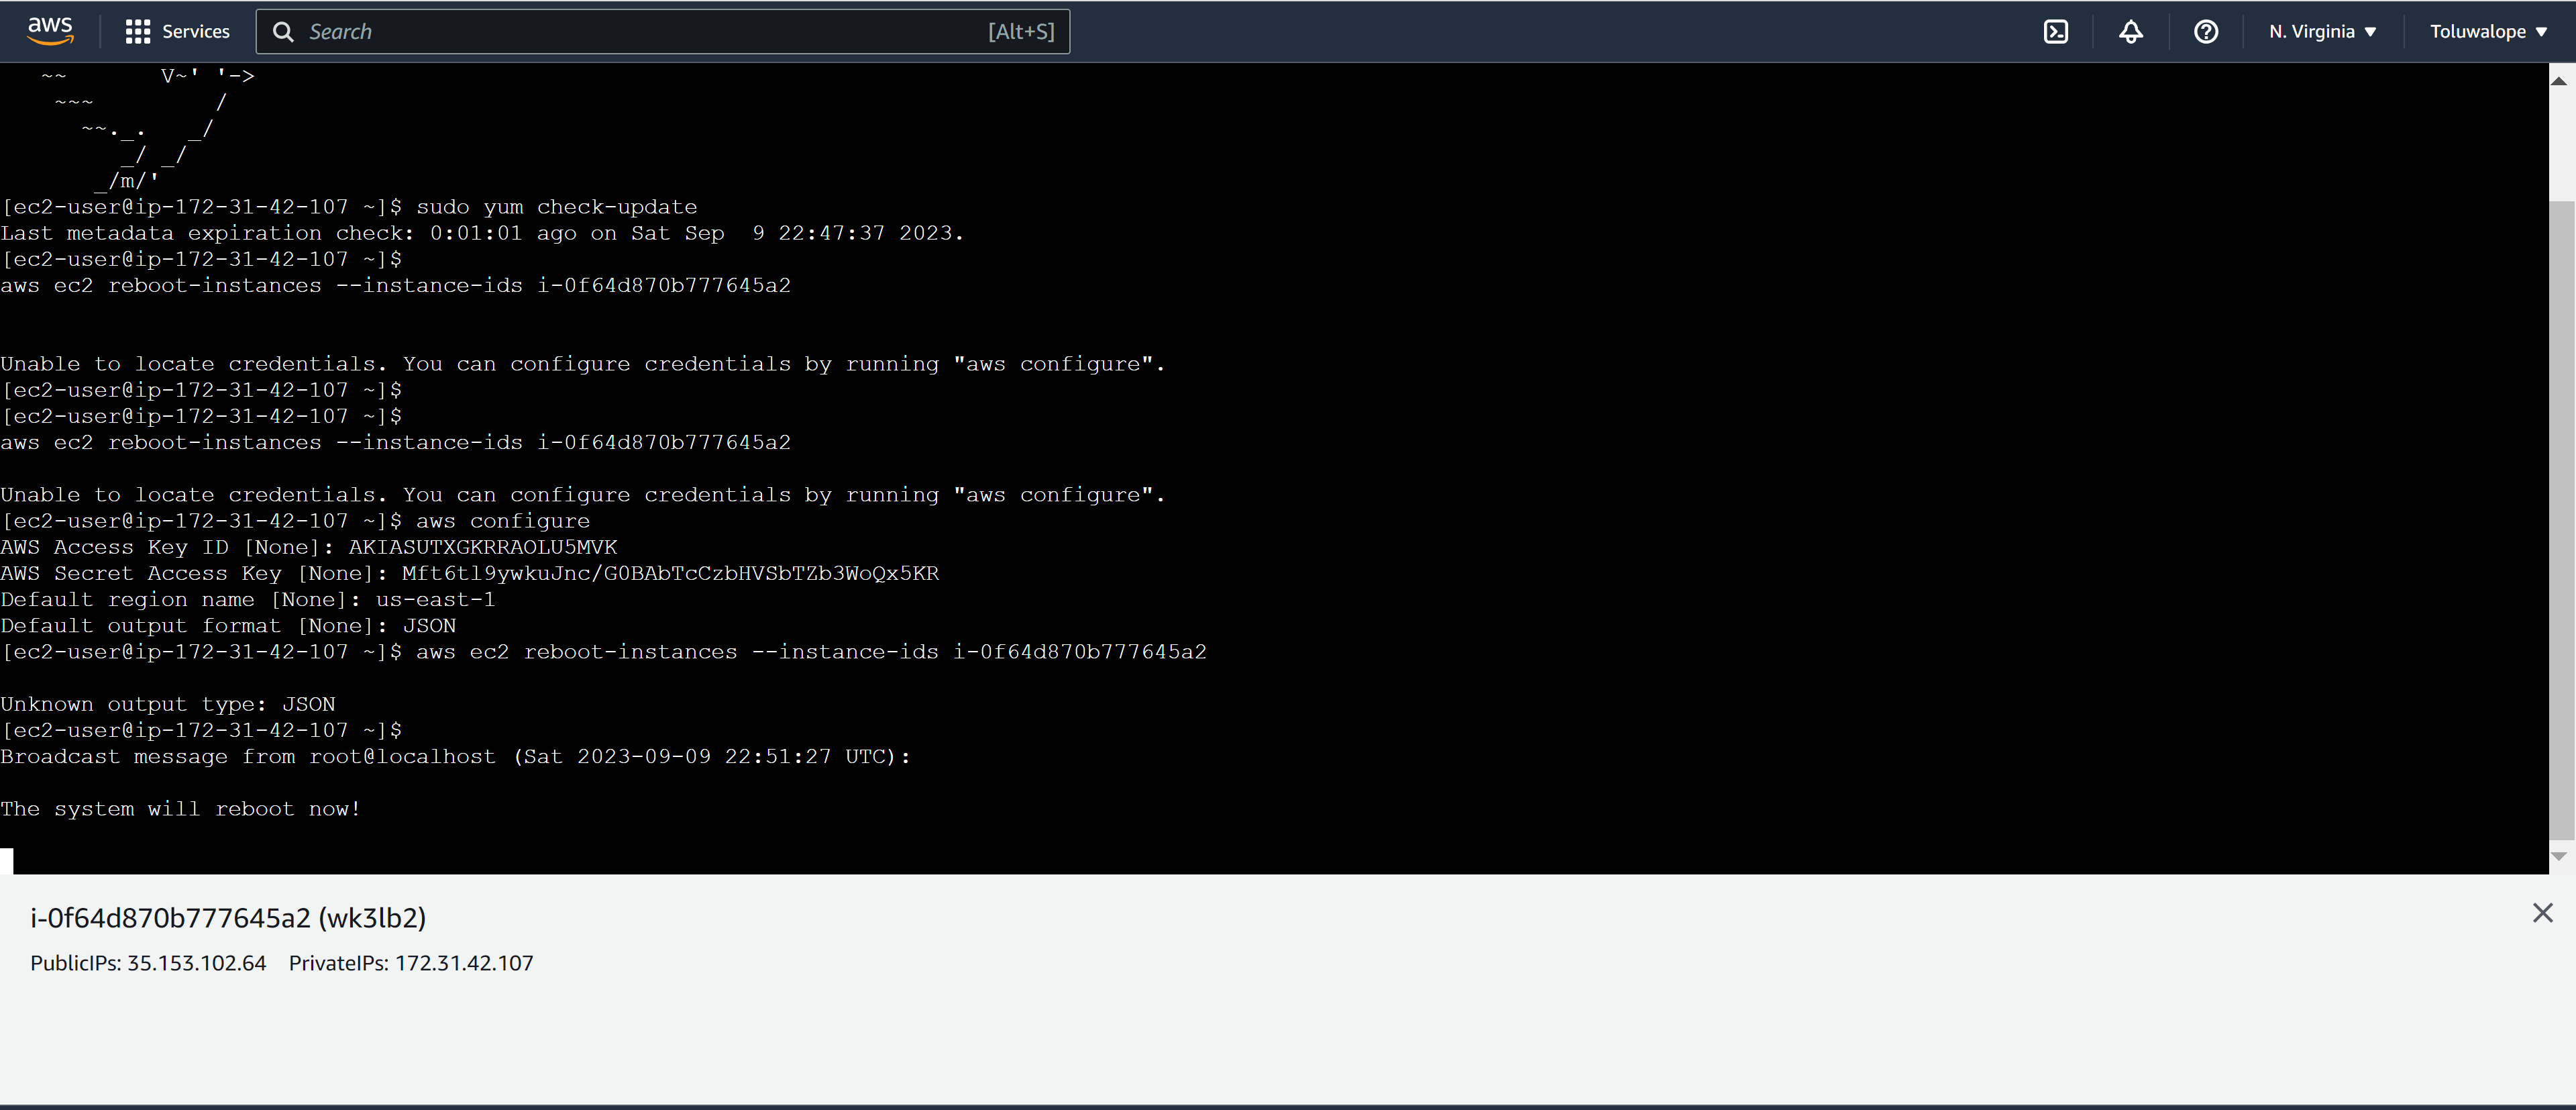 aws
Services
Search
[Alt+S]
N. Virginia
Toluwalope
~~ V~' '->
~~~ /
~~._. _/
_/ _/
_/m/'
[ec2-user@ip-172-31-42-107 ~]$ sudo yum check-update
Last metadata expiration check: 0:01:01 ago on Sat Sep  9 22:47:37 2023.
[ec2-user@ip-172-31-42-107 ~]$
aws ec2 reboot-instances --instance-ids i-0f64d870b777645a2
Unable to locate credentials. You can configure credentials by running "aws configure".
[ec2-user@ip-172-31-42-107 ~]$
[ec2-user@ip-172-31-42-107 ~]$
aws ec2 reboot-instances --instance-ids i-0f64d870b777645a2
Unable to locate credentials. You can configure credentials by running "aws configure".
[ec2-user@ip-172-31-42-107 ~]$ aws configure
AWS Access Key ID [None]: AKIASUTXGKRRAOLU5MVK
AWS Secret Access Key [None]: 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
Default region name [None]: us-east-1
Default output format [None]: JSON
[ec2-user@ip-172-31-42-107 ~]$ aws ec2 reboot-instances --instance-ids i-0f64d870b777645a2
Unknown output type: JSON
[ec2-user@ip-172-31-42-107 ~]$
Broadcast message from root@localhost (Sat 2023-09-09 22:51:27 UTC):
The system will reboot now!
i-0f64d870b777645a2 (wk3lb2)
PublicIPs: 35.153.102.64 PrivateIPs: 172.31.42.107